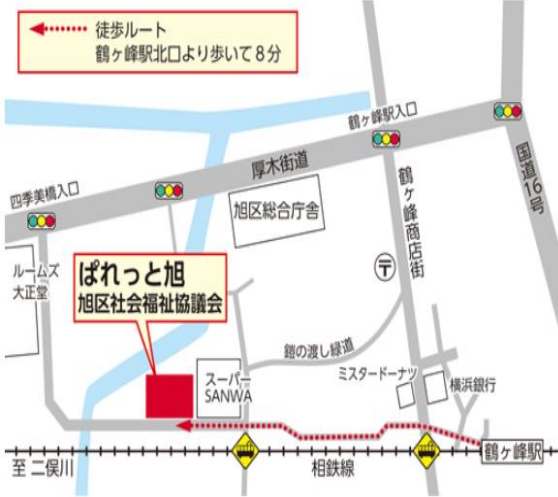 徒歩ルート
鶴ヶ峰駅北口より歩いて8分
鶴ヶ峰駅入口
国道16号
厚木街道
四季美橋入口
鶴ヶ峰商店街
旭区総合庁舎
ルームズ
大正堂
ぱれっと旭
旭区社会福祉協議会
〒
鎧の渡し緑道
スーパー
SANWA
ミスタードーナツ
横浜銀行
鶴ヶ峰駅
至 二俣川
相鉄線